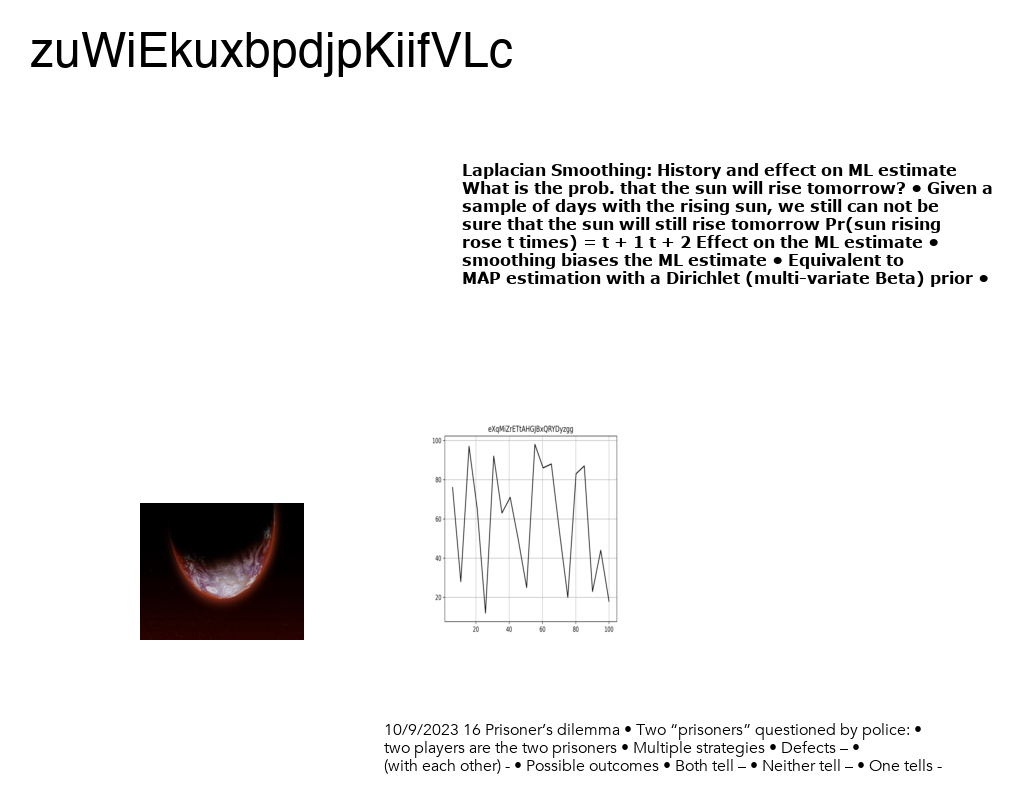 zuWiEkuxbpdjpKiifVLc
Laplacian Smoothing: History and effect on ML estimate
What is the prob. that the sun will rise tomorrow? • Given a
sample of days with the rising sun, we still can not be
sure that the sun will still rise tomorrow Pr(sun rising
rose t times) = t + 1 t + 2 Effect on the ML estimate •
smoothing biases the ML estimate • Equivalent to
MAP estimation with a Dirichlet (multi-variate Beta) prior •
eXqMiZrETtAHGJBxQRYDyzgg
100
80
60
40
20
20 40 60 80 100
10/9/2023 16 Prisoner’s dilemma • Two “prisoners” questioned by police: •
two players are the two prisoners • Multiple strategies • Defects – •
(with each other) - • Possible outcomes • Both tell – • Neither tell – • One tells -